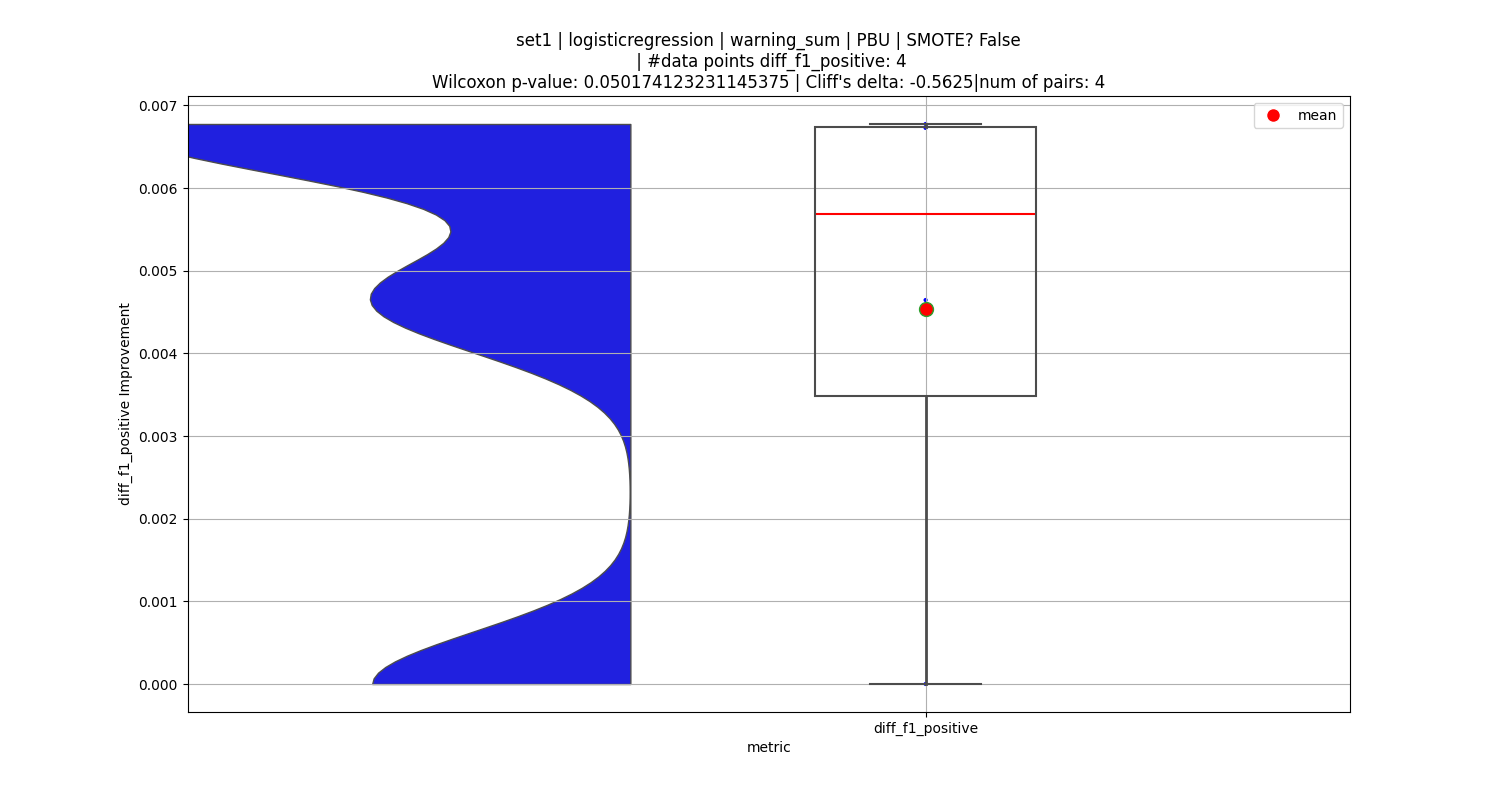 set1 | logisticregression | warning_sum | PBU | SMOTE? False
| #data points diff_f1_positive: 4
Wilcoxon p-value: 0.050174123231145375 | Cliff's delta: -0.5625|num of pairs: 4
mean
0.007
0.006
0.005
0.004
0.003
0.002
0.001
0.000
diff_f1_positive Improvement
diff_f1_positive
metric